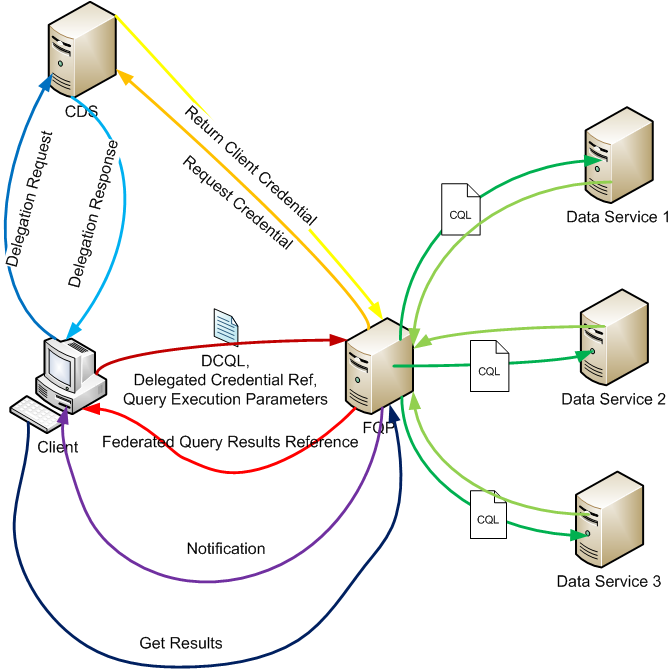 CDS
Delegation Request
Delegation Response
Return Client Credential
Request Credential
CQL
Data Service 1
DCQL,
Delegated Credential Ref,
Query Execution Parameters
CQL
Data Service 2
Client
FQP
Federated Query Results Reference
CQL
Notification
Data Service 3
Get Results